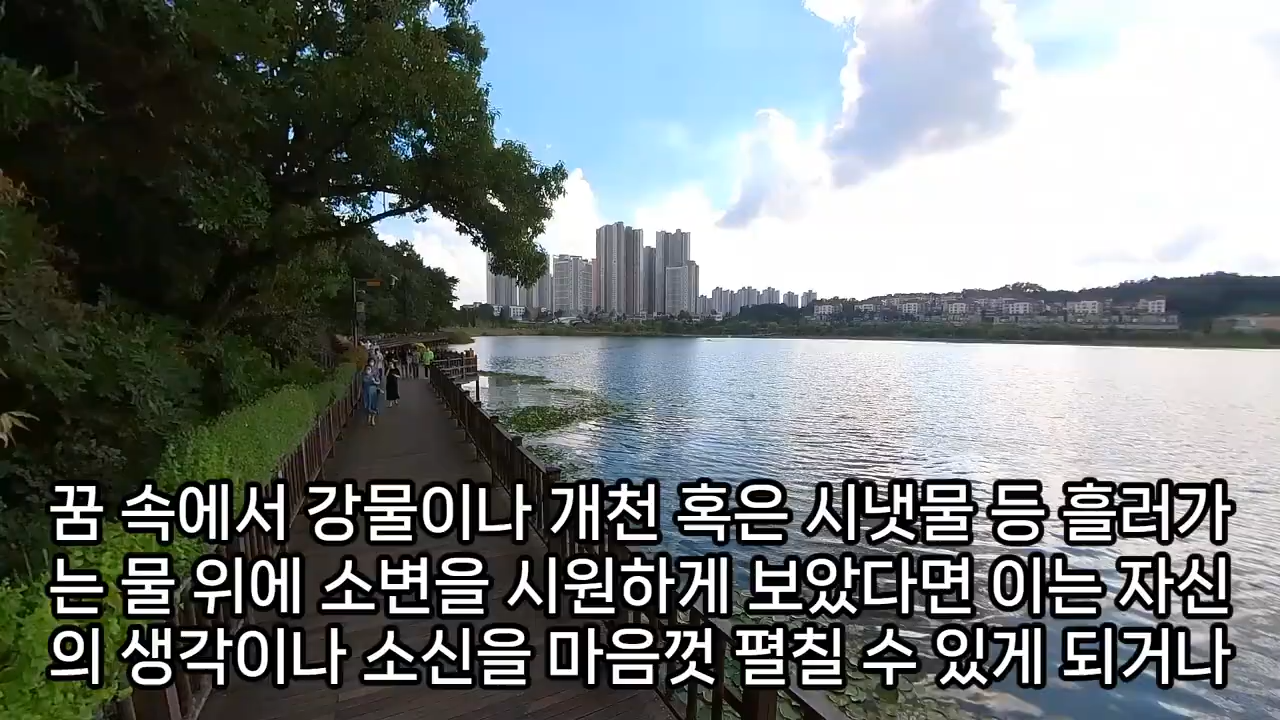 꿈 속에서 강물이나 개천 혹은 시냇물 등 흘러가
는 물 위에 소변을 시원하게 보았다면 이는 자신
의 생각이나 소신을 마음껏 펼칠 수 있게 되거나